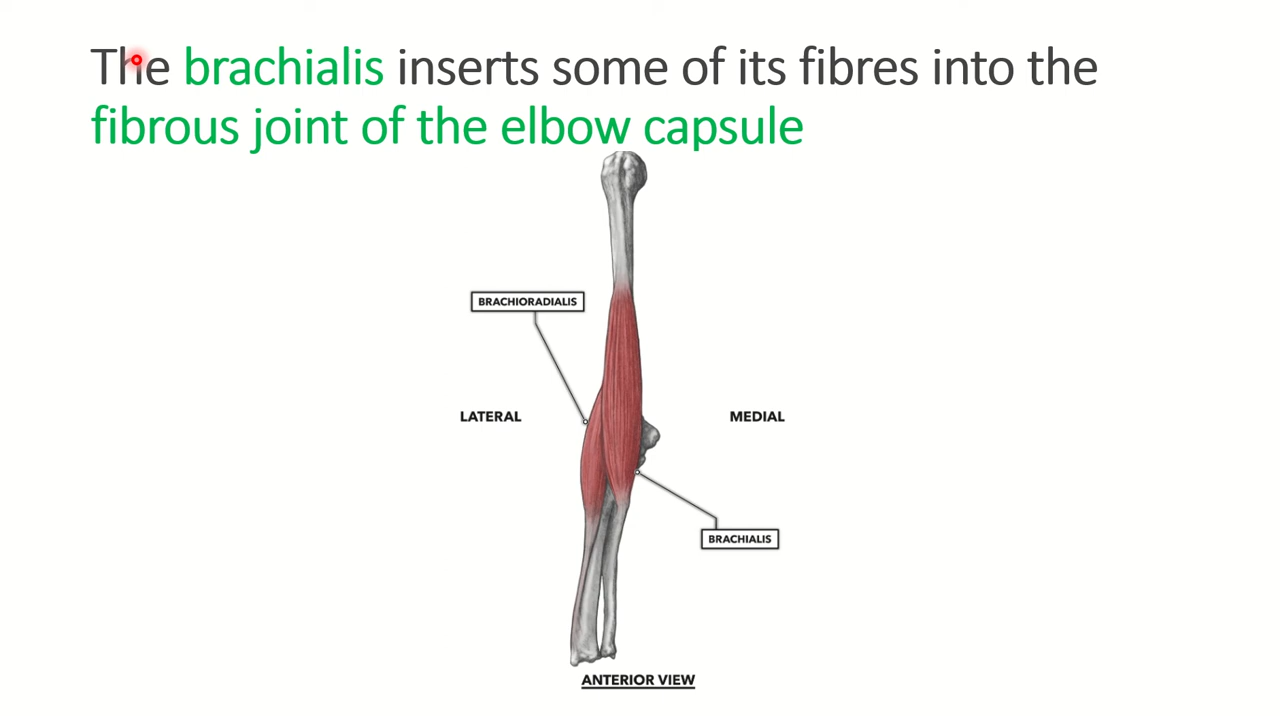 The brachialis inserts some of its fibres into the
fibrous joint of the elbow capsule
BRACHIORADIALIS
LATERAL
MEDIAL
BRACHIALIS
ANTERIOR VIEW